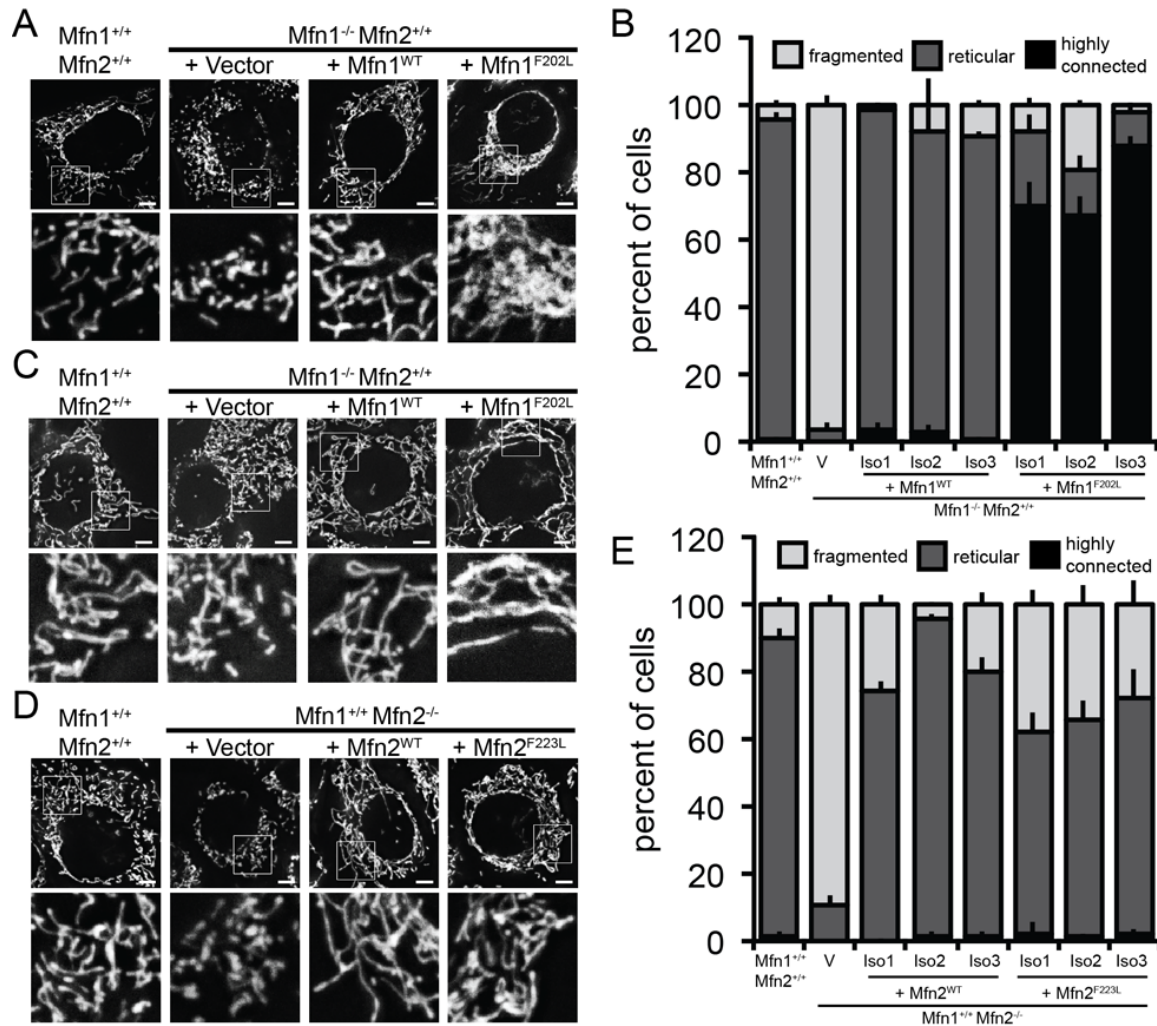 A
Mfn1+/+
Mfn2+/+
Mfn1-/- Mfn2+/+
+ Vector
+ Mfn1WT
+ Mfn1F202L
B
120
100
80
60
40
20
0
percent of cells
fragmented
reticular
highly connected
Mfn1+/+
Mfn2+/+
V
Iso1
Iso2
Iso3
Iso1
Iso2
Iso3
+ Mfn1WT
+ Mfn1F202L
Mfn1-/- Mfn2+/+
C
Mfn1+/+
Mfn2+/+
Mfn1-/- Mfn2+/+
+ Vector
+ Mfn1WT
+ Mfn1F202L
D
Mfn1+/+
Mfn2+/+
Mfn1+/+ Mfn2-/-
+ Vector
+ Mfn2WT
+ Mfn2F223L
E
120
100
80
60
40
20
0
percent of cells
fragmented
reticular
highly connected
Mfn1+/+
Mfn2+/+
V
Iso1
Iso2
Iso3
Iso1
Iso2
Iso3
+ Mfn2WT
+ Mfn2F223L
Mfn1+/+ Mfn2-/-